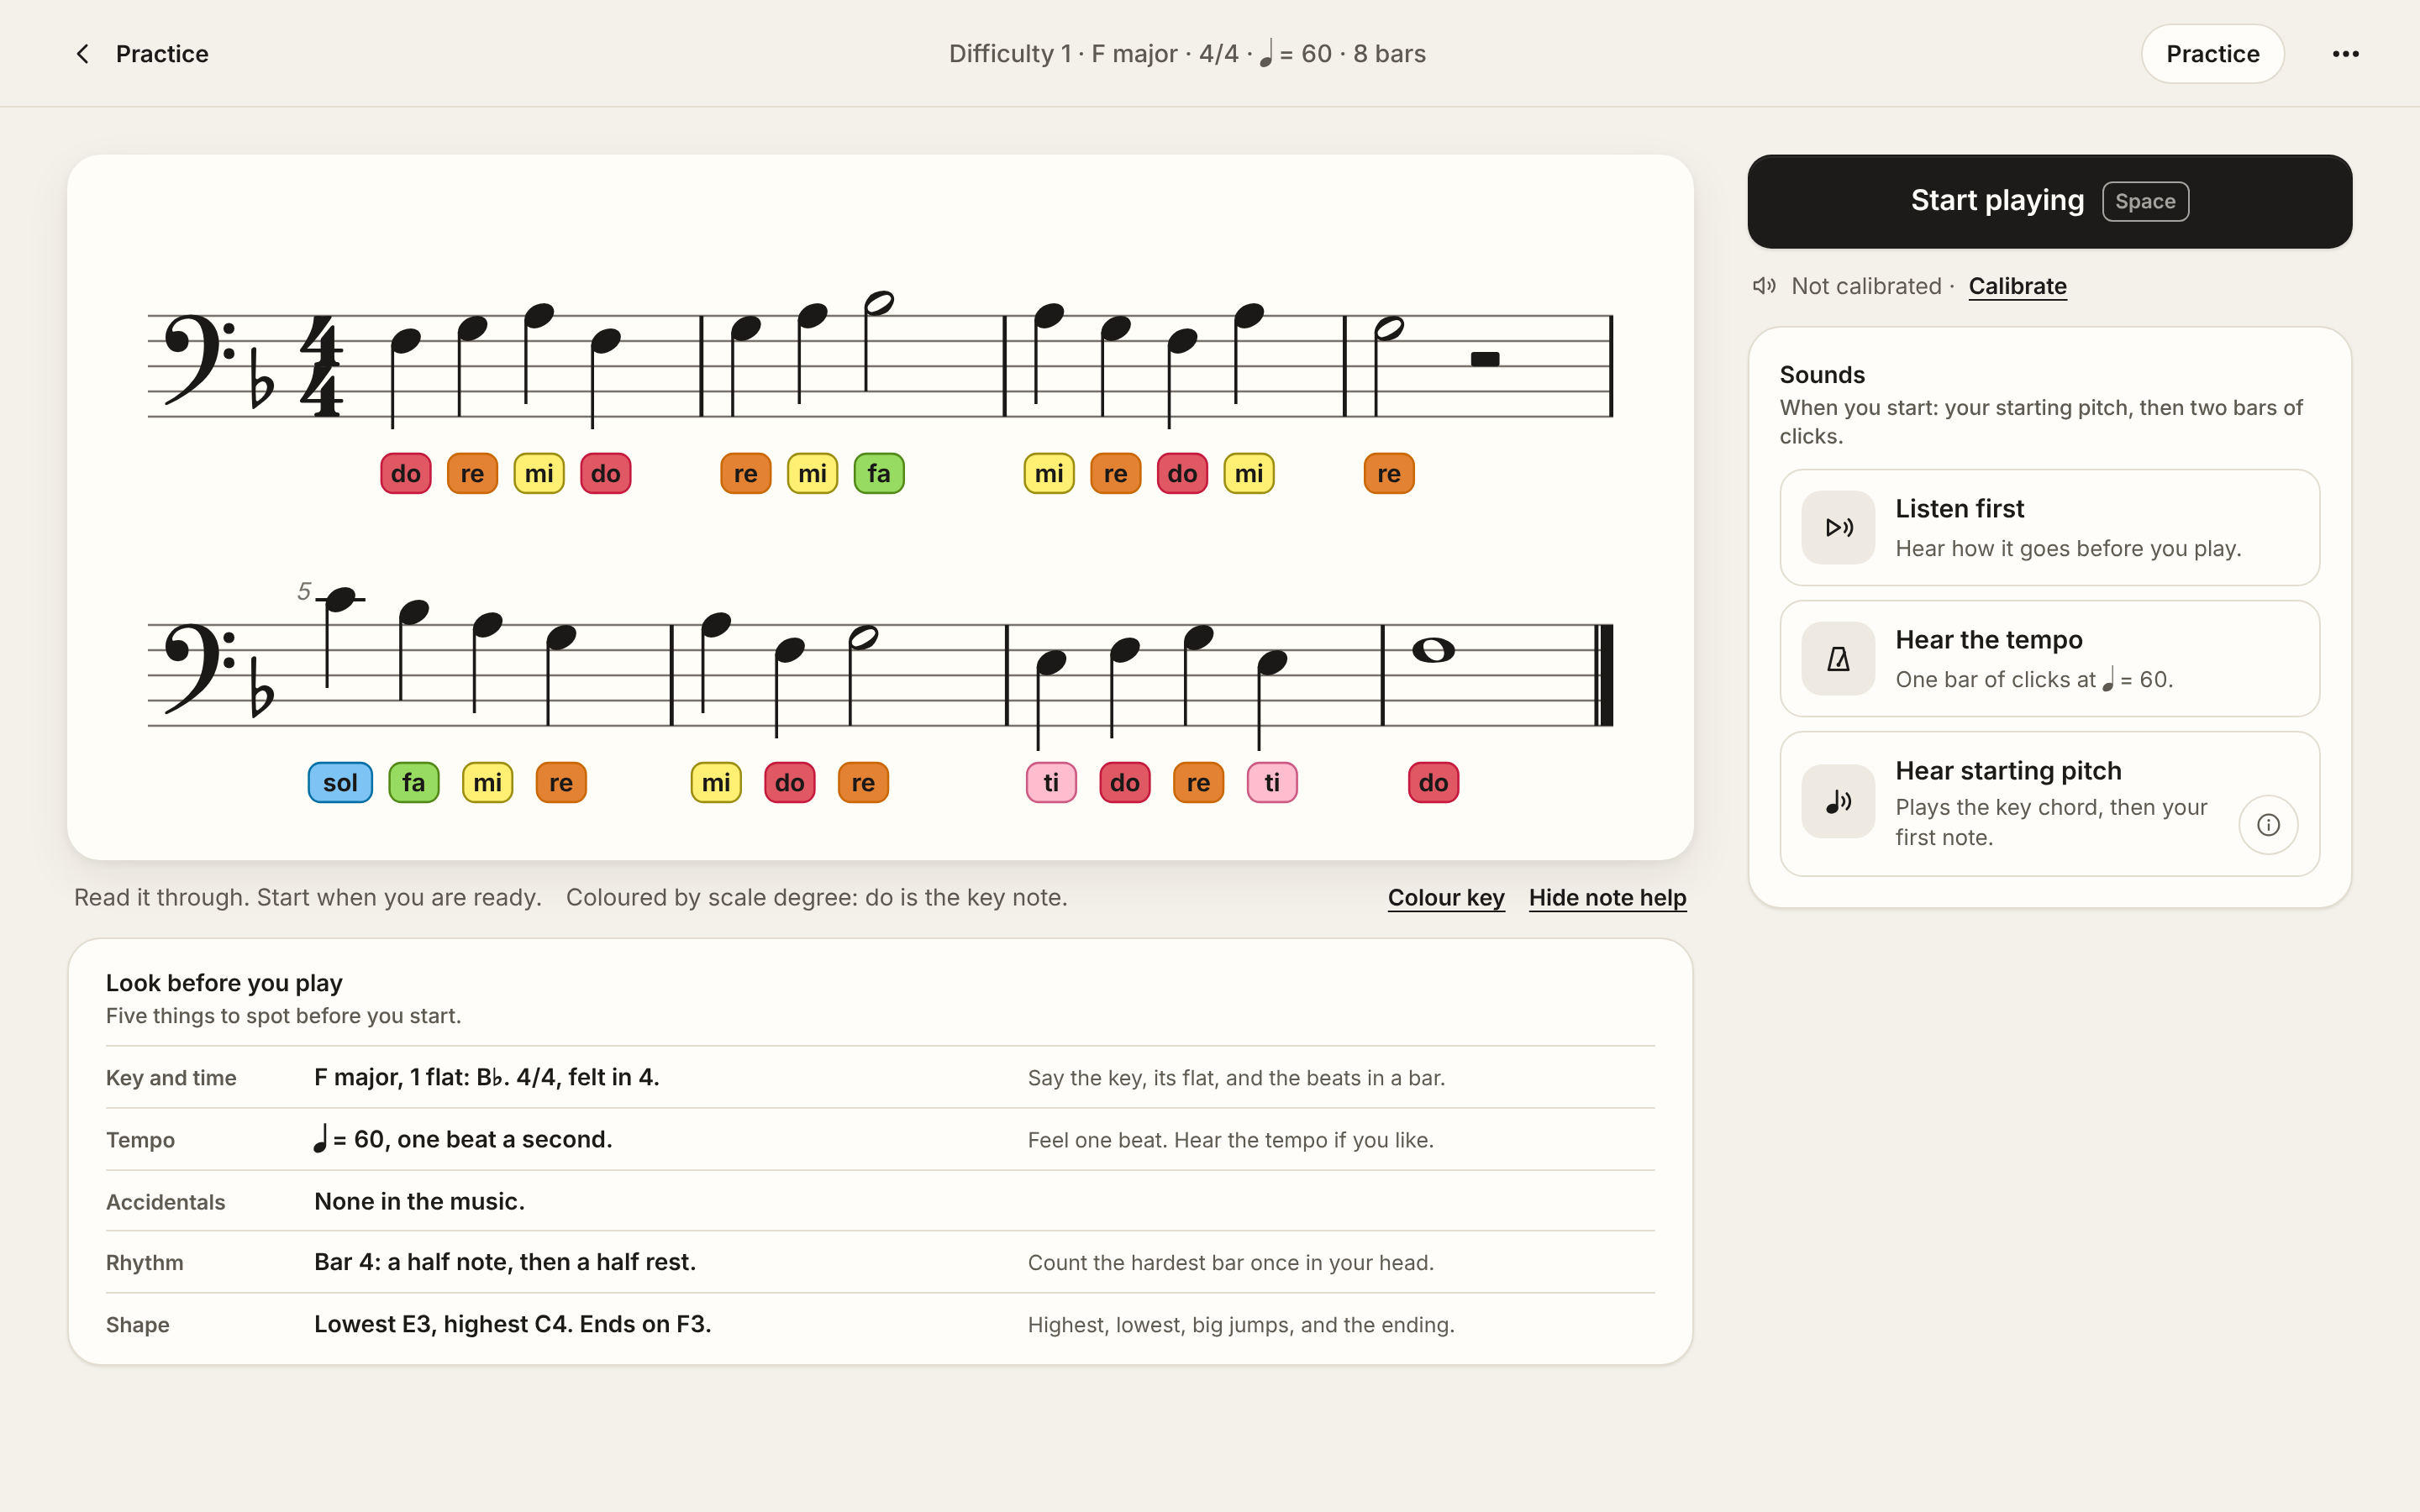 Practice
Difficulty 1 · F major · 4/4 · ♩ = 60 · 8 bars
Practice
Start playing Space
Not calibrated · Calibrate
Sounds
When you start: your starting pitch, then two bars of
clicks.
Listen first
Hear how it goes before you play.
Hear the tempo
One bar of clicks at ♩ = 60.
Hear starting pitch
Plays the key chord, then your
first note.
4
4
do re mi do re mi fa mi re do mi re
5
sol fa mi re mi do re ti do re ti do
Read it through. Start when you are ready. Coloured by scale degree: do is the key note.
Colour key Hide note help
Look before you play
Five things to spot before you start.
Key and time F major, 1 flat: B♭. 4/4, felt in 4. Say the key, its flat, and the beats in a bar.
Tempo ♩ = 60, one beat a second. Feel one beat. Hear the tempo if you like.
Accidentals None in the music.
Rhythm Bar 4: a half note, then a half rest. Count the hardest bar once in your head.
Shape Lowest E3, highest C4. Ends on F3. Highest, lowest, big jumps, and the ending.